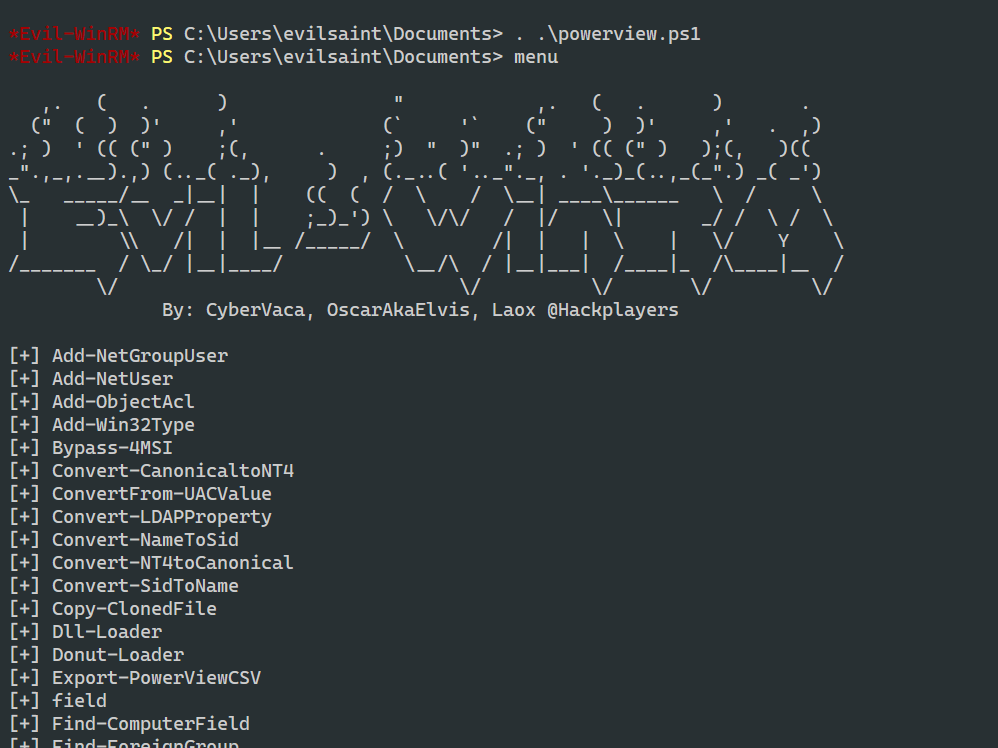 *Evil-WinRM* PS C:\Users\evilsaint\Documents> . .\powerview.ps1
*Evil-WinRM* PS C:\Users\evilsaint\Documents> menu
By: CyberVaca, OscarAkaElvis, Laox @Hackplayers
[+] Add-NetGroupUser
[+] Add-NetUser
[+] Add-ObjectAcl
[+] Add-Win32Type
[+] Bypass-4MSI
[+] Convert-CanonicaltoNT4
[+] ConvertFrom-UACValue
[+] Convert-LDAPProperty
[+] Convert-NameToSid
[+] Convert-NT4toCanonical
[+] Convert-SidToName
[+] Copy-ClonedFile
[+] Dll-Loader
[+] Donut-Loader
[+] Export-PowerViewCSV
[+] field
[+] Find-ComputerField
[+] Find-ForeignGroup